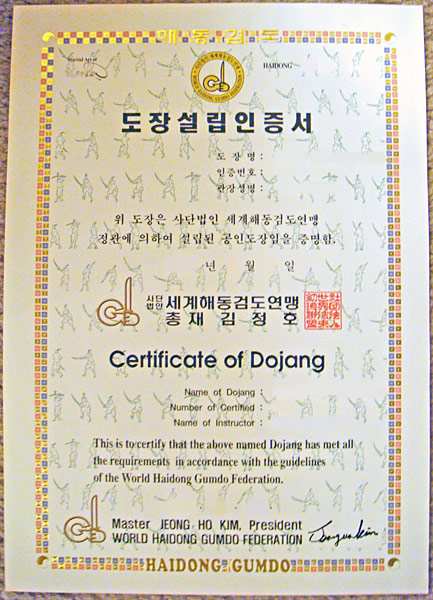 해동검도
Martial Art of
HAIDONG
WORLD HAIDONG GUMDO FEDERATION
도장설립인증서
도 장 명 :
인증번호 :
관장성명 :
위 도장은 사단법인 세계해동검도연맹
정관에 의하여 설립된 공인도장임을 증명함.
년 월 일
사단법인 세계해동검도연맹
총 재 김 정 호
Certificate of Dojang
Name of Dojang :
Number of Certified :
Name of Instructor :
This is to certify that the above named Dojang has met all
the requirements in accordance with the guidelines
of the World Haidong Gumdo Federation.
Master JEONG HO KIM, President
WORLD HAIDONG GUMDO FEDERATION
HAIDONG GUMDO